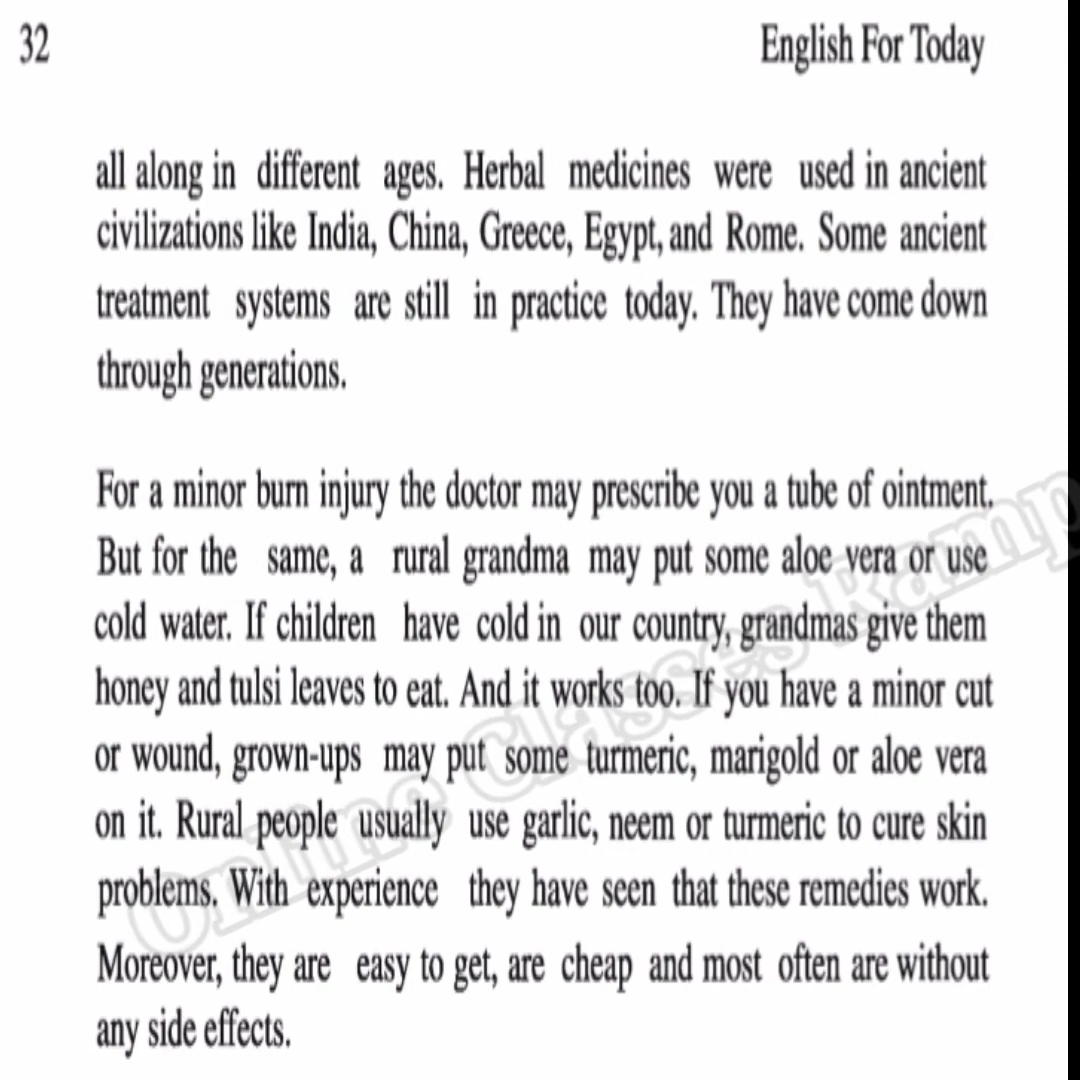 32 English For Today
all along in different ages. Herbal medicines were used in ancient
civilizations like India, China, Greece, Egypt, and Rome. Some ancient
treatment systems are still in practice today. They have come down
through generations.
For a minor burn injury the doctor may prescribe you a tube of ointment.
But for the same, a rural grandma may put some aloe vera or use
cold water. If children have cold in our country, grandmas give them
honey and tulsi leaves to eat. And it works too. If you have a minor cut
or wound, grown-ups may put some turmeric, marigold or aloe vera
on it. Rural people usually use garlic, neem or turmeric to cure skin
problems. With experience they have seen that these remedies work.
Moreover, they are easy to get, are cheap and most often are without
any side effects.
Online Classes Ramp